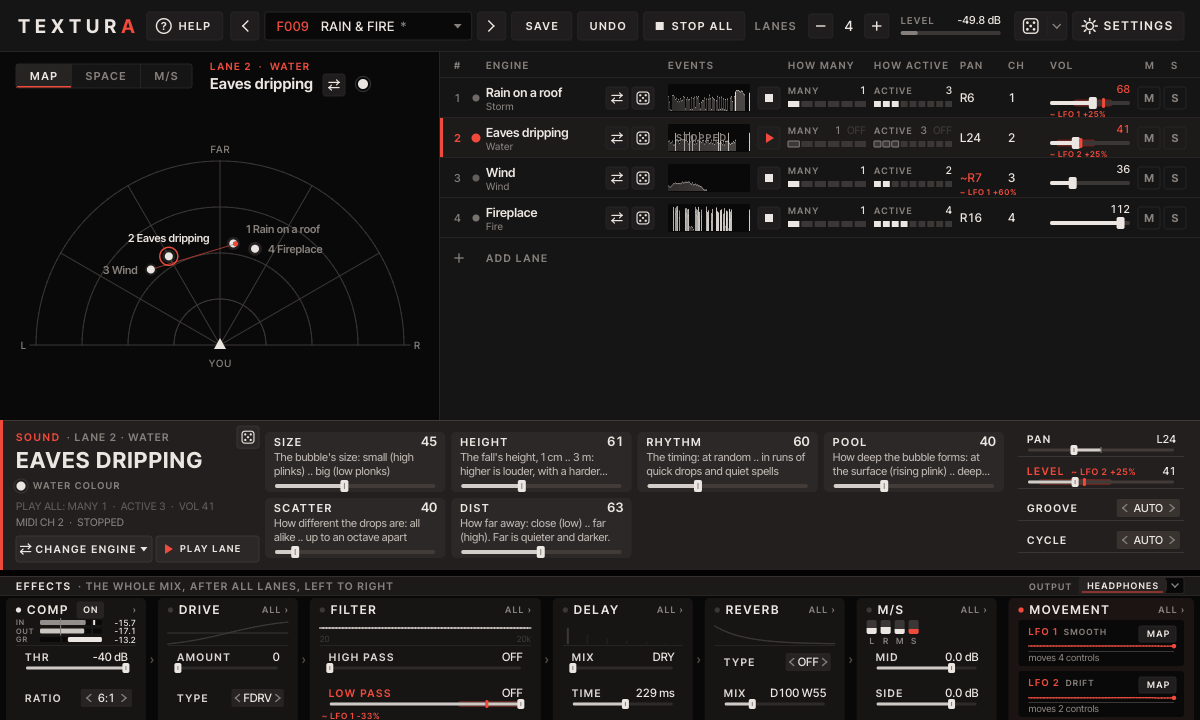 TEXTURA
HELP
F009 RAIN & FIRE *
SAVE
UNDO
STOP ALL
LANES
4
LEVEL -49.8 dB
SETTINGS
MAP
SPACE
M/S
LANE 2 · WATER
Eaves dripping
FAR
1 Rain on a roof
2 Eaves dripping
4 Fireplace
3 Wind
L
R
YOU
# ENGINE EVENTS HOW MANY HOW ACTIVE PAN CH VOL M S
1 Rain on a roof MANY 1 ACTIVE 3 R6 1 68 M S
Storm ~ LFO 1 +25%
2 Eaves dripping STOPPED MANY 1 OFF ACTIVE 3 OFF L24 2 41 M S
Water ~ LFO 2 +25%
3 Wind MANY 1 ACTIVE 2 ~R7 3 36 M S
Wind ~ LFO 1 +60%
4 Fireplace MANY 1 ACTIVE 4 R16 4 112 M S
Fire
+ ADD LANE
SOUND · LANE 2 · WATER
EAVES DRIPPING
WATER COLOUR
PLAY ALL: MANY 1 · ACTIVE 3 · VOL 41
MIDI CH 2 · STOPPED
CHANGE ENGINE
PLAY LANE
SIZE 45
The bubble's size: small (high
plinks) .. big (low plonks)
HEIGHT 61
The fall's height, 1 cm .. 3 m:
higher is louder, with a harder...
RHYTHM 60
The timing: at random .. in runs of
quick drops and quiet spells
POOL 40
How deep the bubble forms: at
the surface (rising plink) .. deep...
SCATTER 40
How different the drops are: all
alike .. up to an octave apart
DIST 63
How far away: close (low) .. far
(high). Far is quieter and darker.
PAN L24
LEVEL ~ LFO 2 +25% 41
GROOVE < AUTO >
CYCLE < AUTO >
EFFECTS · THE WHOLE MIX, AFTER ALL LANES, LEFT TO RIGHT
OUTPUT HEADPHONES
COMP ON ›
IN -15.7
OUT -17.1
GR -13.2
THR -40 dB
RATIO < 6:1 >
DRIVE ALL ›
AMOUNT 0
TYPE < FDRV >
FILTER ALL ›
20 20k
HIGH PASS OFF
LOW PASS OFF
~ LFO 1 -33%
DELAY ALL ›
MIX DRY
TIME 229 ms
REVERB ALL ›
TYPE < OFF >
MIX D100 W55
M/S ALL ›
L R M S
MID 0.0 dB
SIDE 0.0 dB
MOVEMENT ALL ›
LFO 1 SMOOTH MAP
moves 4 controls
LFO 2 DRIFT MAP
moves 2 controls